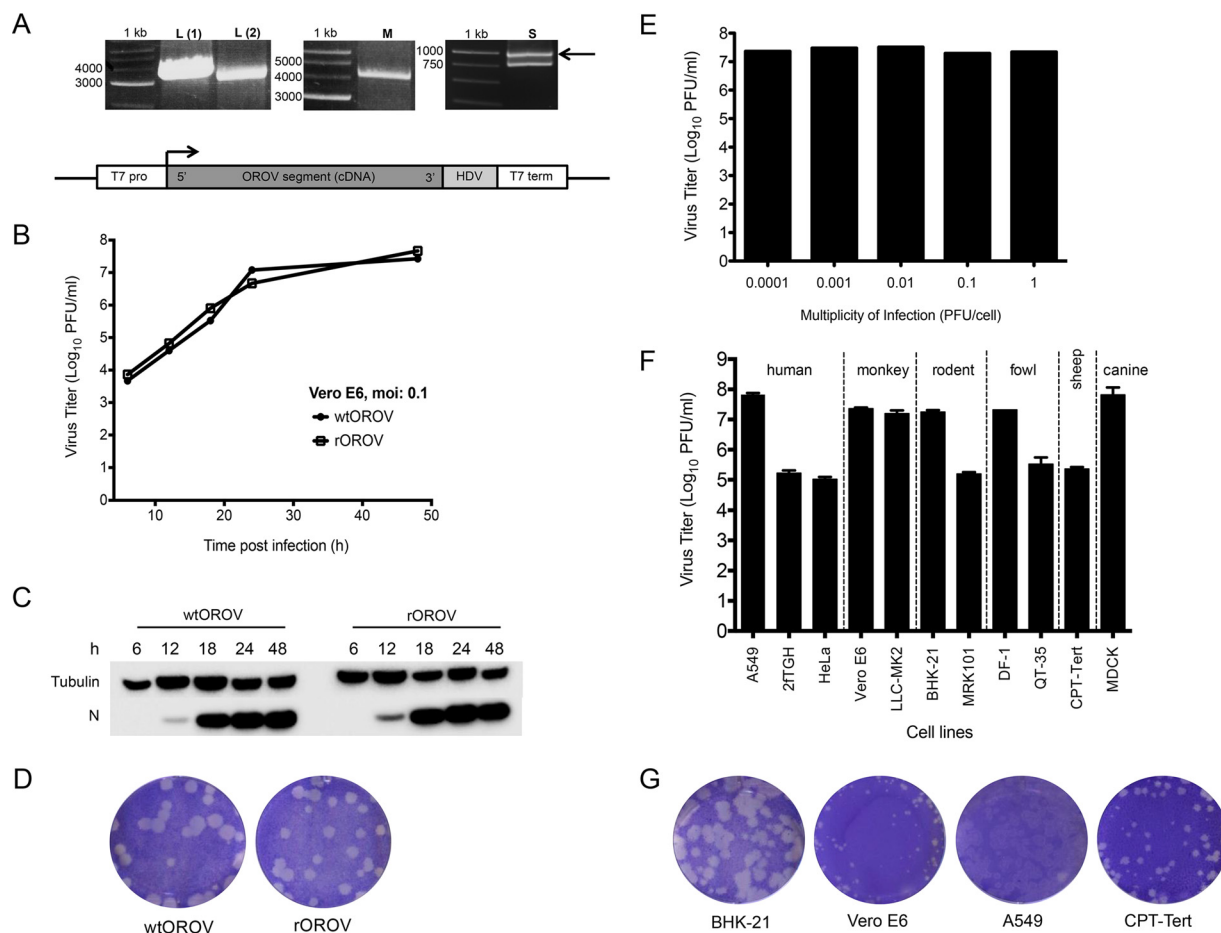 A
1 kb L (1) L (2)
4000
3000
1 kb M
5000
4000
3000
1 kb S
1000
750
T7 pro 5’ OROV segment (cDNA) 3’ HDV T7 term
B
Virus Titer (Log10 PFU/ml)
8
7
6
5
4
3
2
1
0
10 20 30 40 50
Time post infection (h)
Vero E6, moi: 0.1
wtOROV
rOROV
C
wtOROV rOROV
h 6 12 18 24 48 6 12 18 24 48
Tubulin
N
D
wtOROV rOROV
E
Virus Titer (Log10 PFU/ml)
8
7
6
5
4
3
2
1
0
0.0001 0.001 0.01 0.1 1
Multiplicity of Infection (PFU/cell)
F
Virus Titer (Log10 PFU/ml)
9
8
7
6
5
4
3
2
1
0
human monkey rodent fowl sheep canine
A549 2fTGH HeLa Vero E6 LLC-MK2 BHK-21 MRK101 DF-1 QT-35 CPT-Tert MDCK
Cell lines
G
BHK-21 Vero E6 A549 CPT-Tert